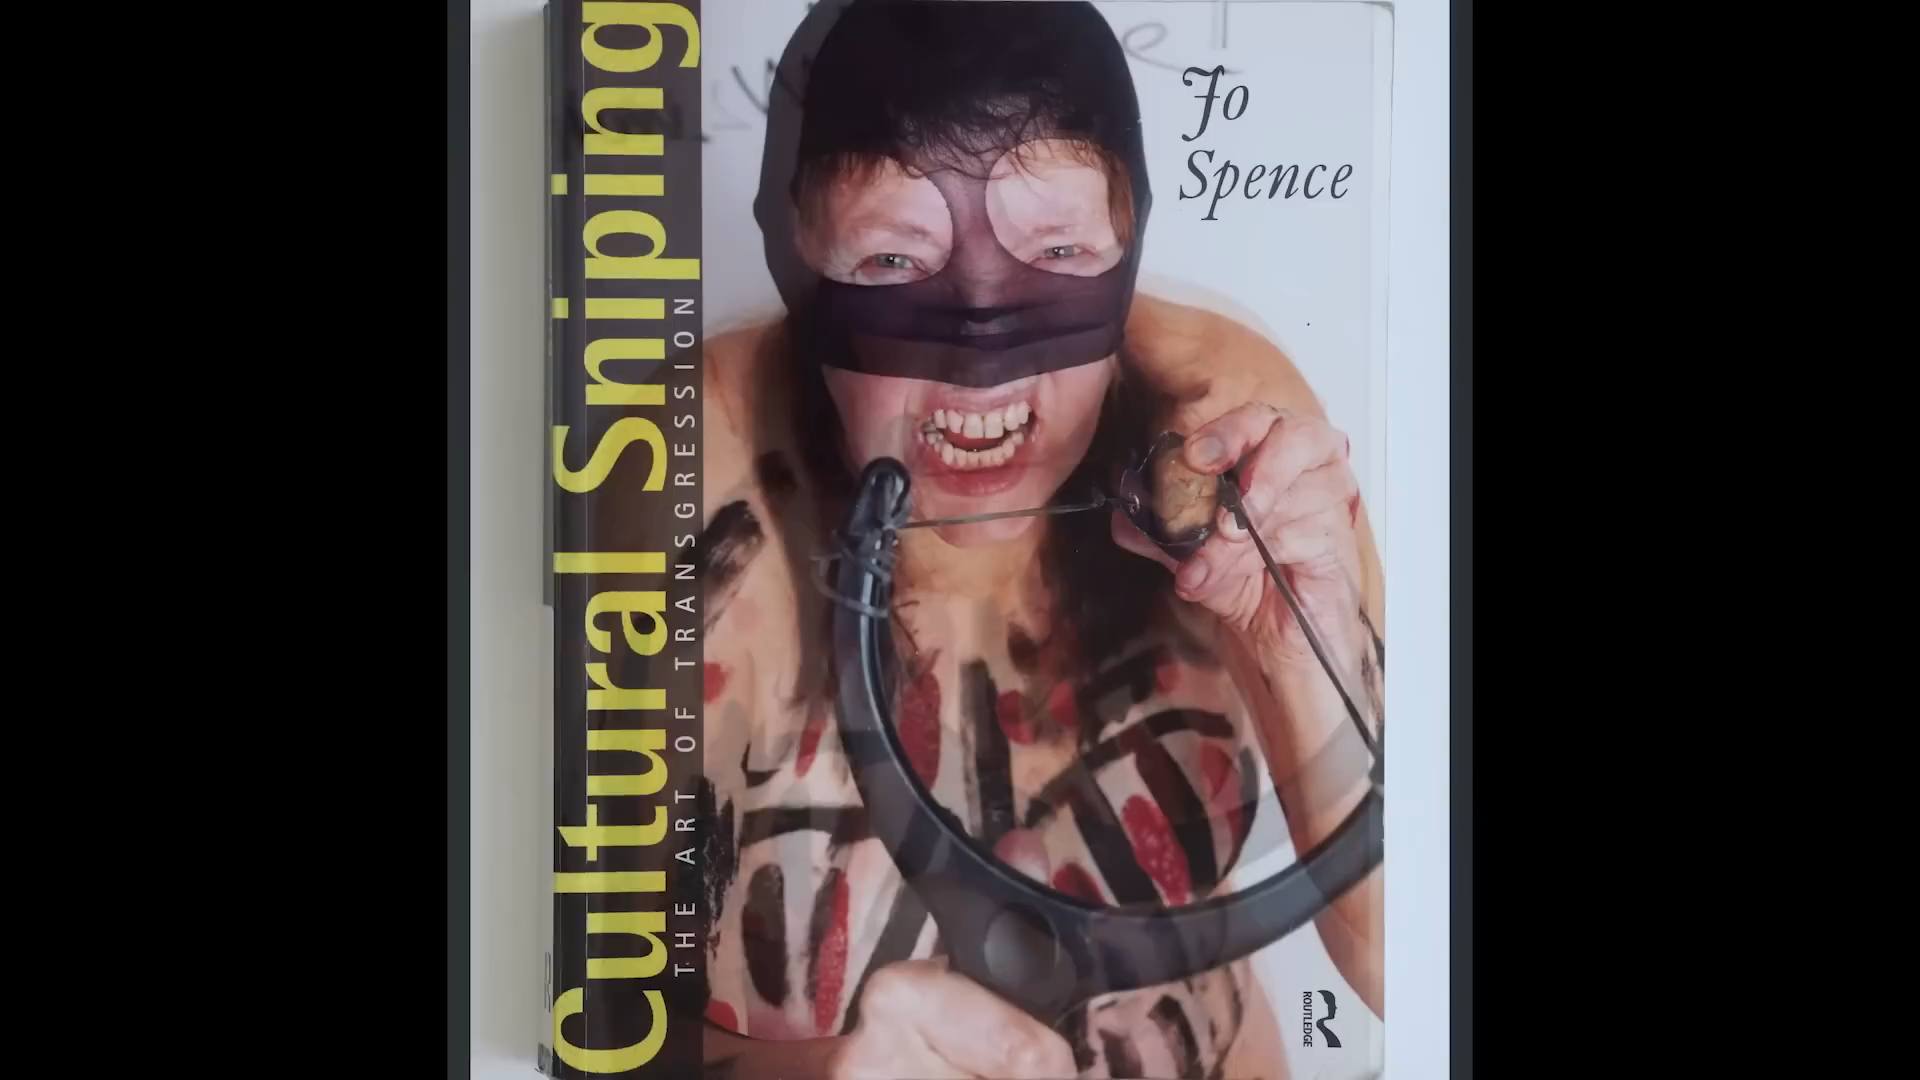 Cultural Sniping
THE ART OF TRANSGRESSION
Jo
Spence
ROUTLEDGE